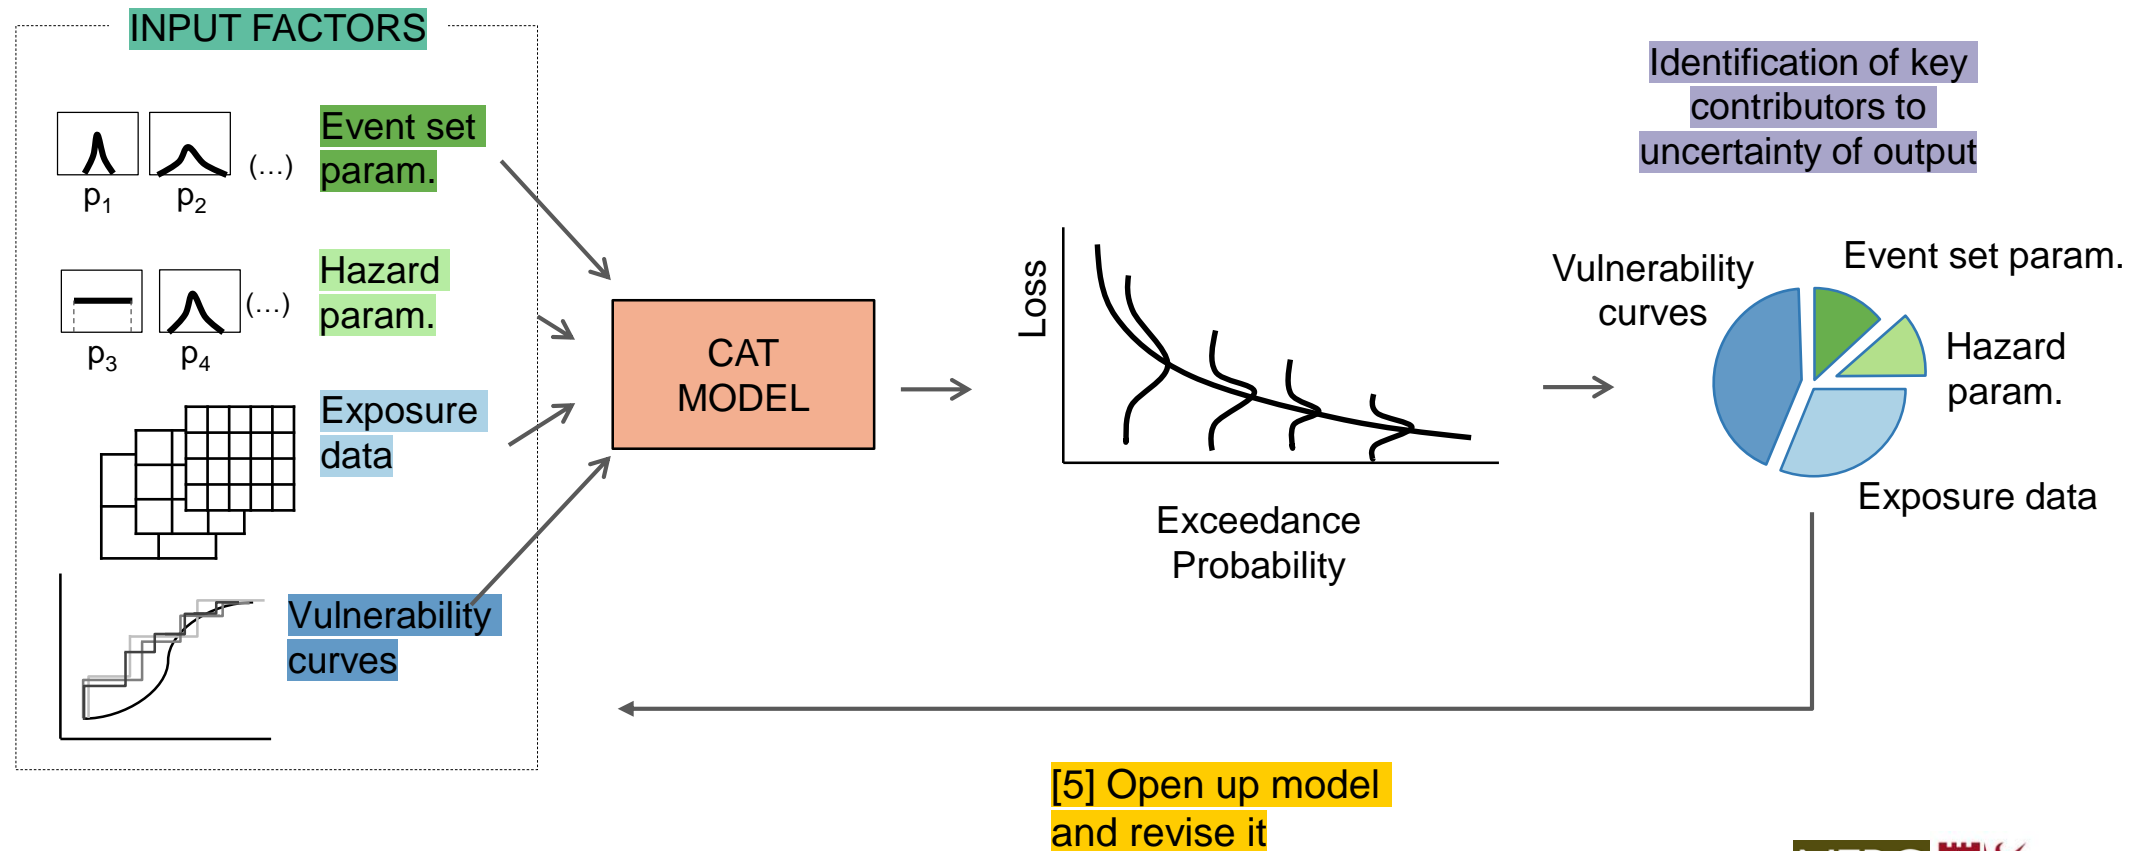 INPUT FACTORS
Event set
param.
(…)
p1
p2
Hazard
param.
(…)
p3
p4
Exposure
data
Vulnerability
curves
CAT
MODEL
Loss
Exceedance
Probability
Identification of key
contributors to
uncertainty of output
Vulnerability
curves
Event set param.
Hazard
param.
Exposure data
[5] Open up model
and revise it